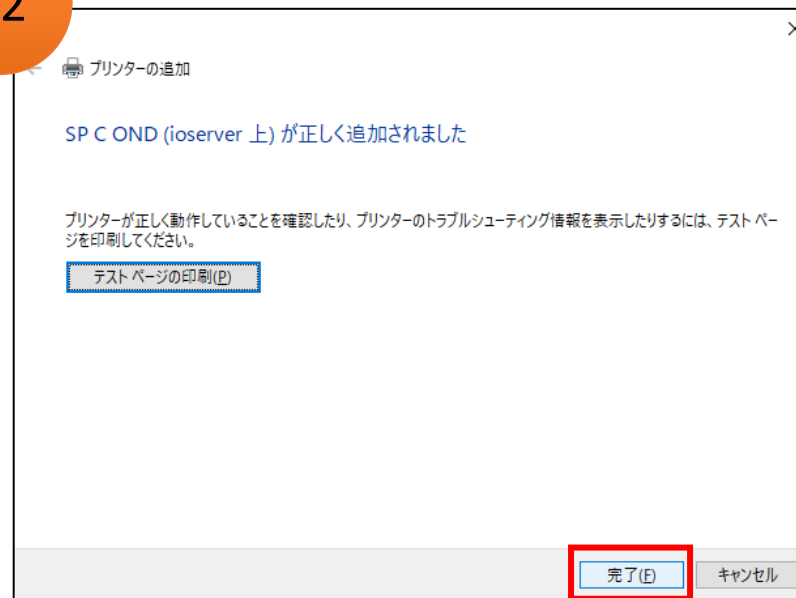 2
プリンターの追加
SP C OND (ioserver 上) が正しく追加されました
プリンターが正しく動作していることを確認したり、プリンターのトラブルシューティング情報を表示したりするには、テスト ペー
ジを印刷してください。
テスト ページの印刷(P)
完了(F) キャンセル